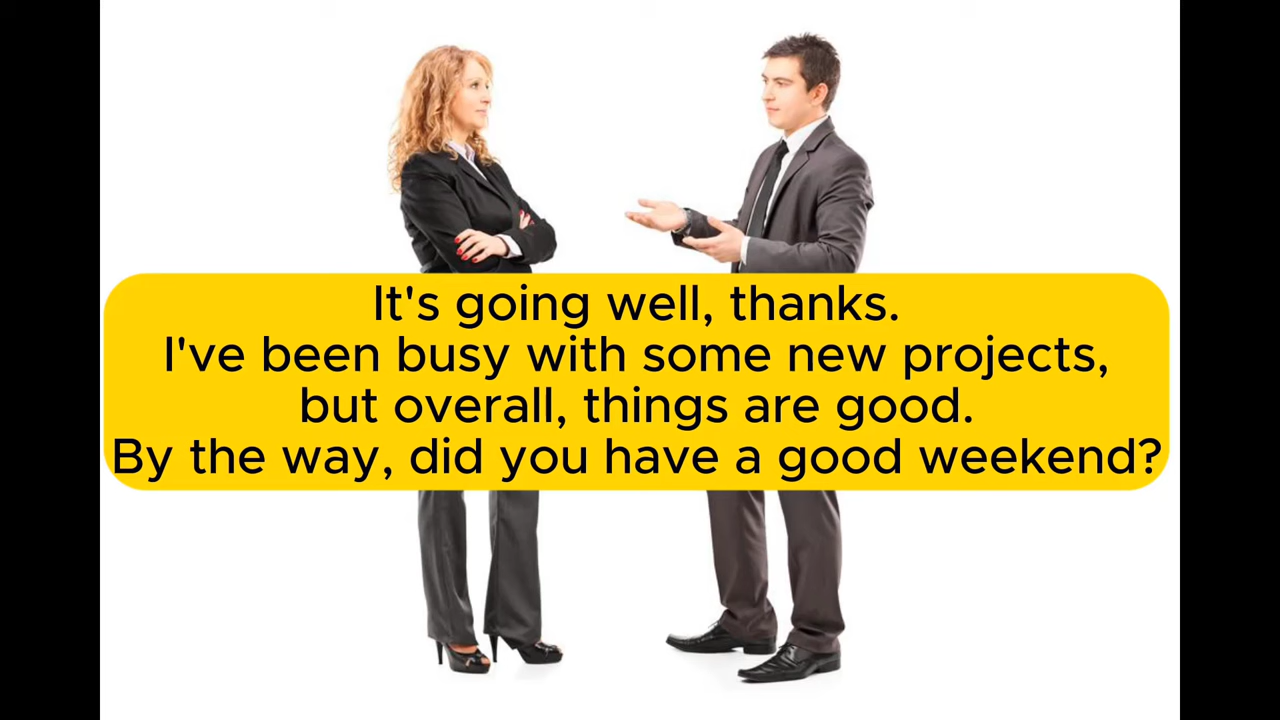 It's going well, thanks.
I've been busy with some new projects,
but overall, things are good.
By the way, did you have a good weekend?